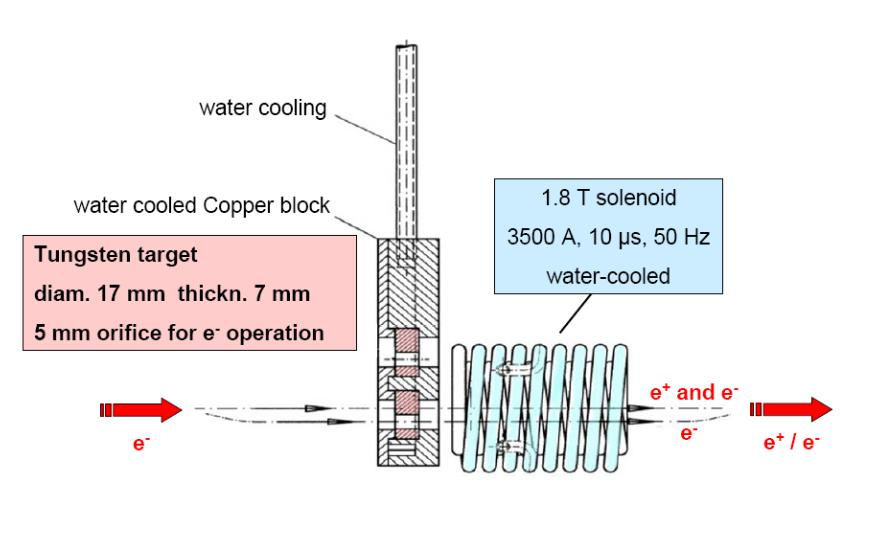 water cooling
water cooled Copper block
Tungsten target
diam. 17 mm  thickn. 7 mm
5 mm orifice for e⁻ operation
1.8 T solenoid
3500 A, 10 µs, 50 Hz
water-cooled
e⁻
e⁺ and e⁻
e⁻
e⁺ / e⁻